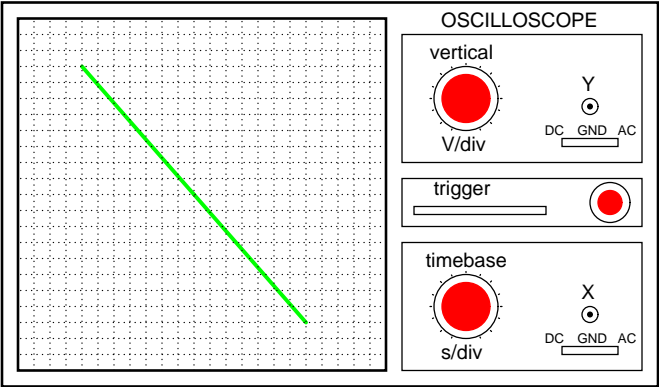 OSCILLOSCOPE
vertical
Y
DC GND AC
V/div
trigger
timebase
X
DC GND AC
s/div